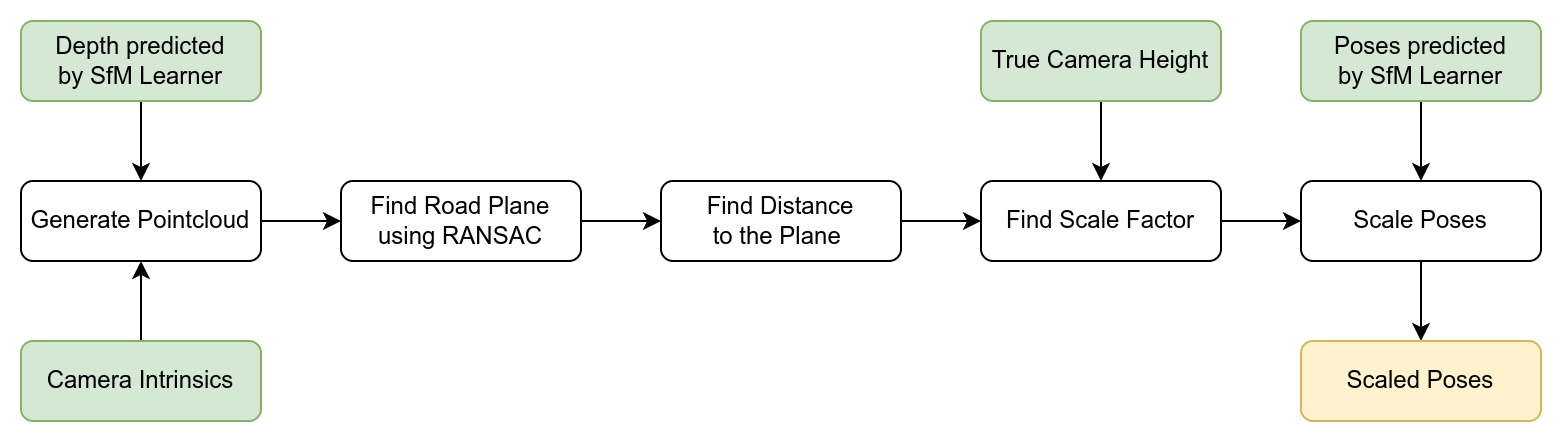 Depth predicted
by SfM Learner
True Camera Height
Poses predicted
by SfM Learner
Generate Pointcloud
Find Road Plane
using RANSAC
Find Distance
to the Plane
Find Scale Factor
Scale Poses
Camera Intrinsics
Scaled Poses